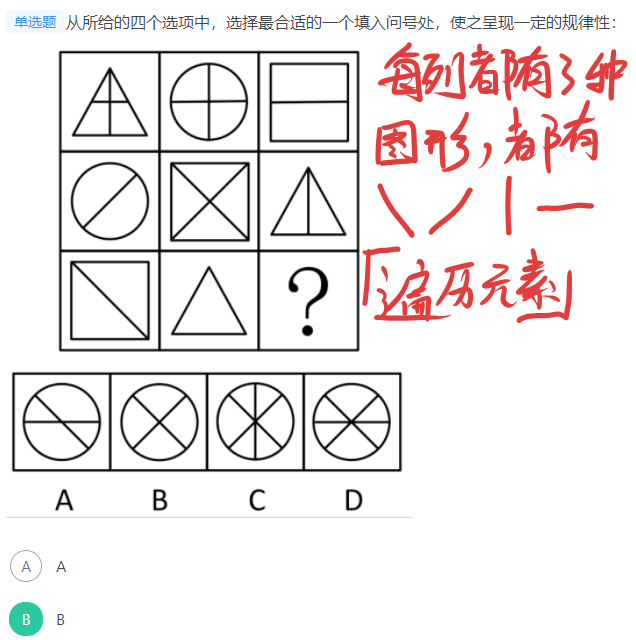 单选题 从所给的四个选项中，选择最合适的一个填入问号处，使之呈现一定的规律性：
每列都有3种
图形，都有
「遍历元素」
?
A B C D
A A
B B